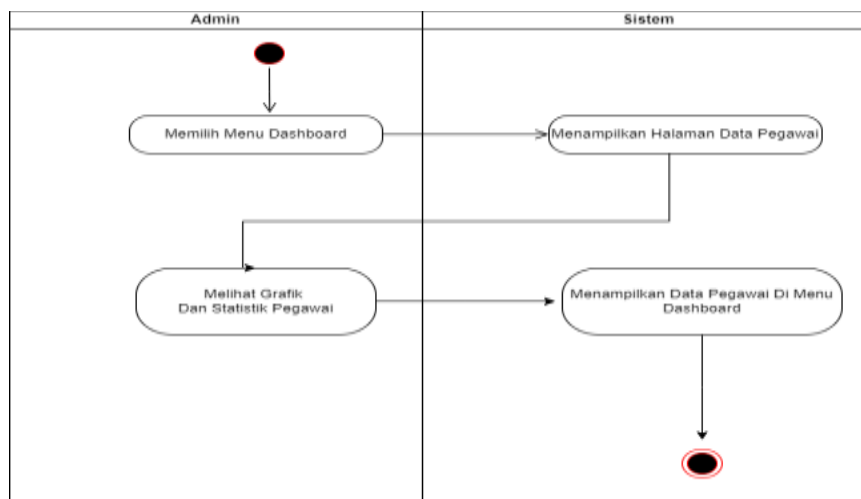 Admin
Sistem
Memilih Menu Dashboard
Menampilkan Halaman Data Pegawai
Melihat Grafik
Dan Statistik Pegawai
Menampilkan Data Pegawai Di Menu
Dashboard